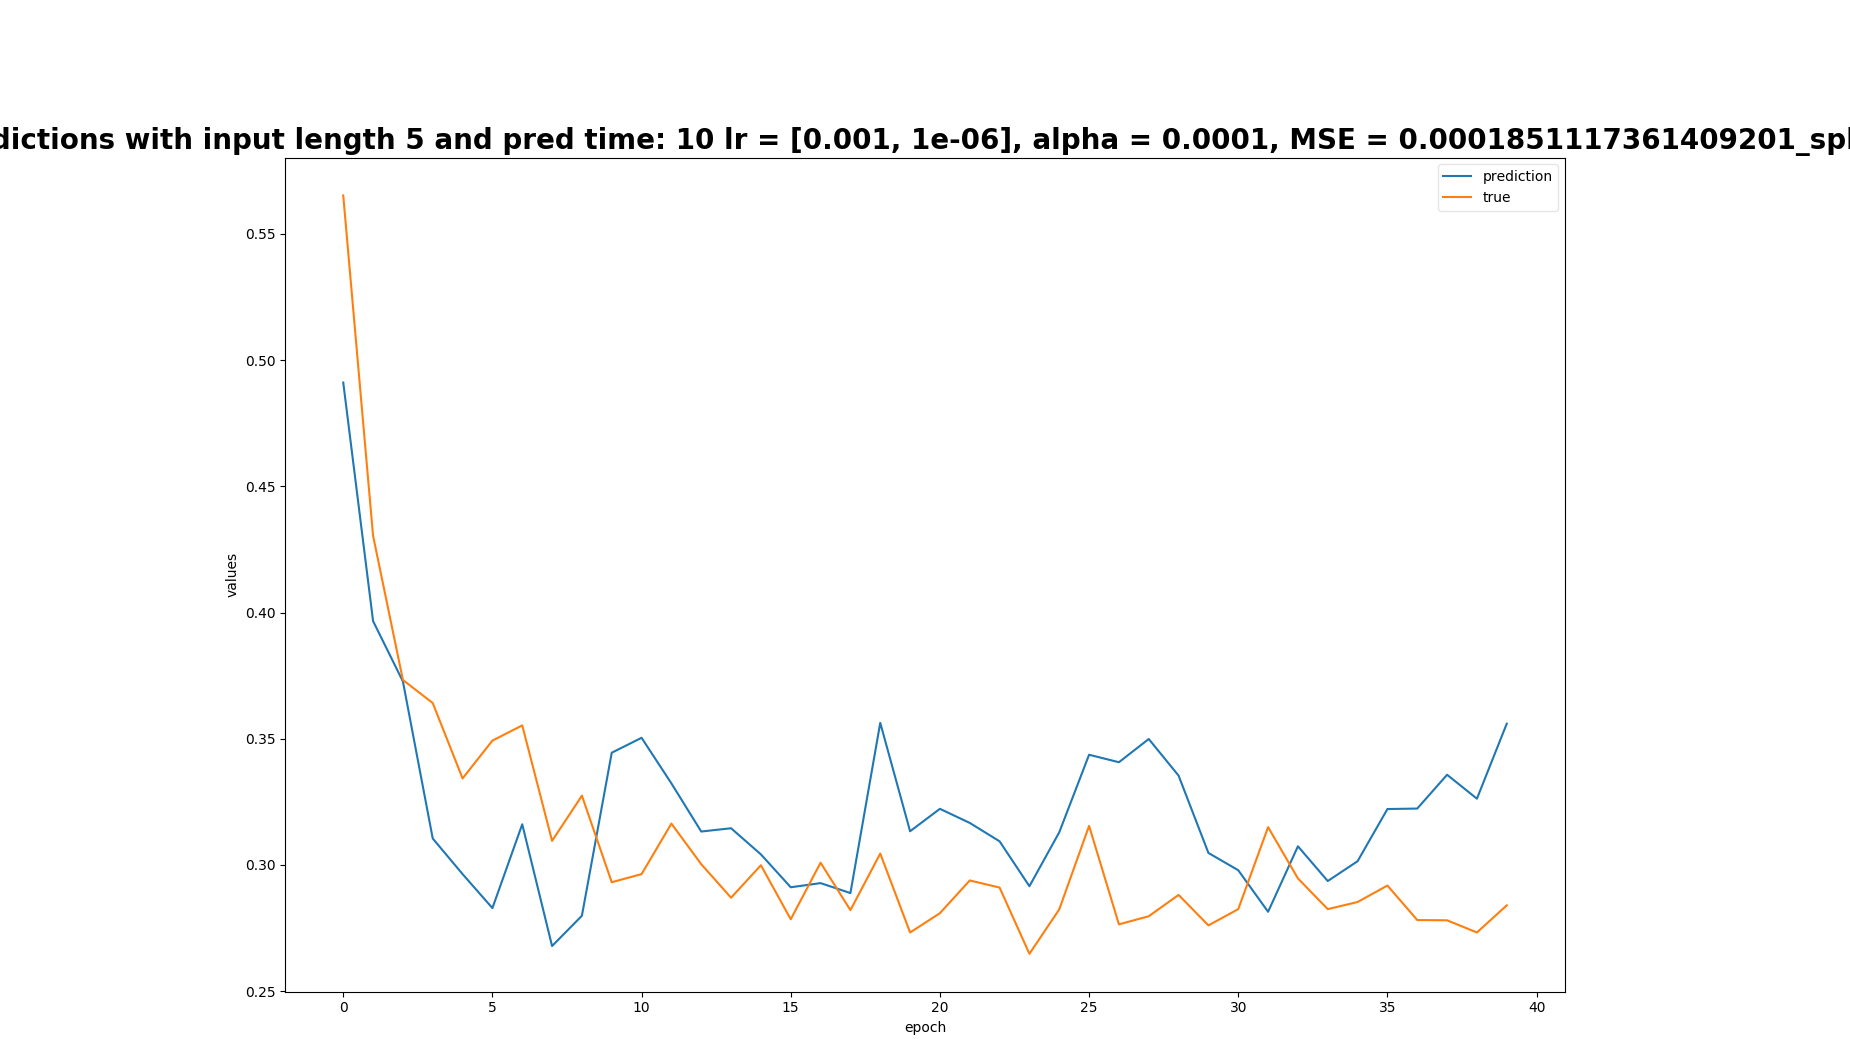 dictions with input length 5 and pred time: 10 lr = [0.001, 1e-06], alpha = 0.0001, MSE = 0.0001851117361409201_spl
prediction
true
0.55
0.50
0.45
0.40
0.35
0.30
0.25
values
0 5 10 15 20 25 30 35 40
epoch